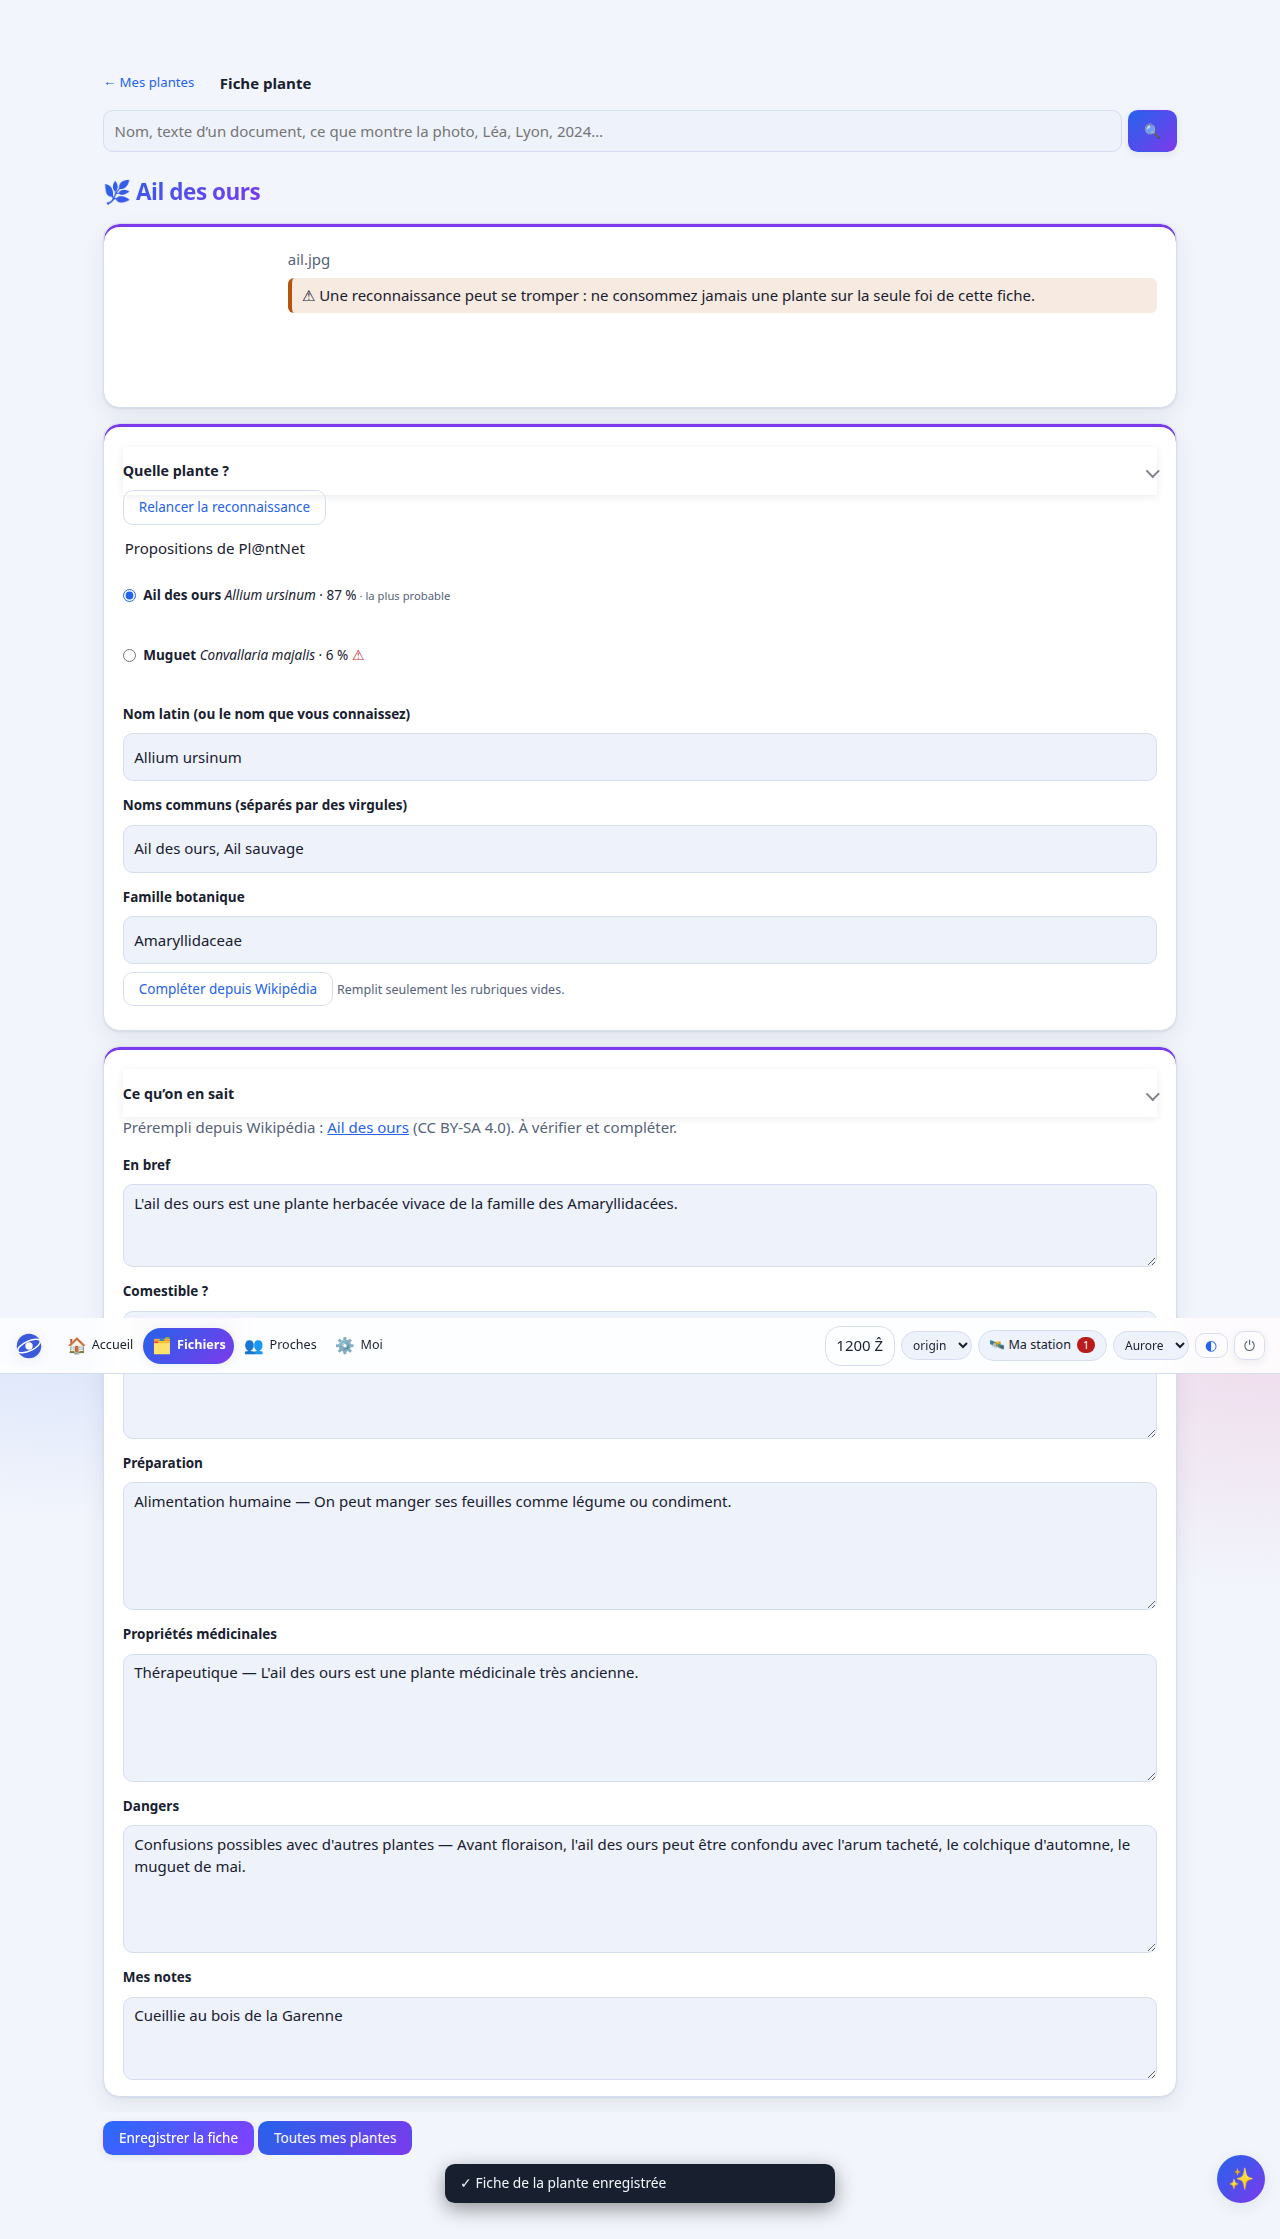 ← Mes plantes Fiche plante
Nom, texte d’un document, ce que montre la photo, Léa, Lyon, 2024…
Ail des ours
ail.jpg
⚠ Une reconnaissance peut se tromper : ne consommez jamais une plante sur la seule foi de cette fiche.
Quelle plante ?
Relancer la reconnaissance
Propositions de Pl@ntNet
Ail des ours Allium ursinum · 87 % · la plus probable
Muguet Convallaria majalis · 6 % ⚠
Nom latin (ou le nom que vous connaissez)
Allium ursinum
Noms communs (séparés par des virgules)
Ail des ours, Ail sauvage
Famille botanique
Amaryllidaceae
Compléter depuis Wikipédia Remplit seulement les rubriques vides.
Ce qu’on en sait
Prérempli depuis Wikipédia : Ail des ours (CC BY-SA 4.0). À vérifier et compléter.
En bref
L'ail des ours est une plante herbacée vivace de la famille des Amaryllidacées.
Comestible ?
Accueil Fichiers Proches Moi 1200 Ẑ origin Ma station 1 Aurore
Préparation
Alimentation humaine — On peut manger ses feuilles comme légume ou condiment.
Propriétés médicinales
Thérapeutique — L'ail des ours est une plante médicinale très ancienne.
Dangers
Confusions possibles avec d'autres plantes — Avant floraison, l'ail des ours peut être confondu avec l'arum tacheté, le colchique d'automne, le
muguet de mai.
Mes notes
Cueillie au bois de la Garenne
Enregistrer la fiche Toutes mes plantes
✓ Fiche de la plante enregistrée